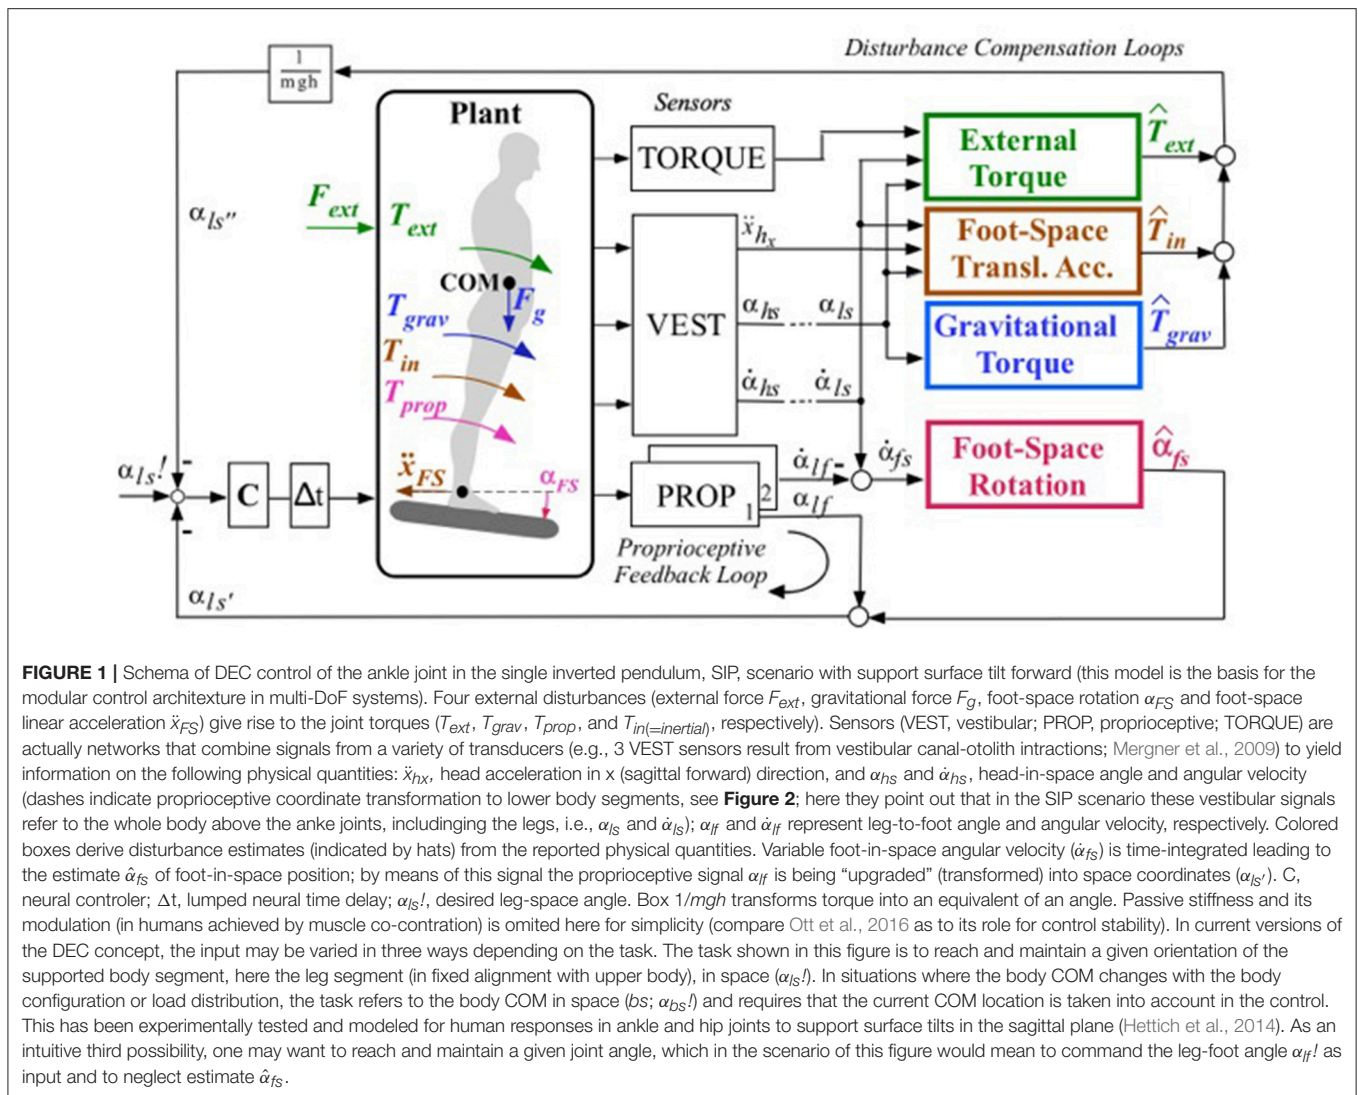 Disturbance Compensation Loops
1
mgh
Plant
Sensors
TORQUE
External
Torque
T̂ext
αls″
Fext
Text
ẍhx
Foot-Space
Transl. Acc.
T̂in
COM
Fg
VEST
αhs
αls
Tgrav
Gravitational
Torque
T̂grav
Tin
Tprop
α̇hs
α̇ls
αls!
-
C
Δt
ẍFS
αFS
PROP
1
2
α̇lf-
αlf
α̇fs
Foot-Space
Rotation
α̂fs
-
Proprioceptive
Feedback Loop
αls′
FIGURE 1 | Schema of DEC control of the ankle joint in the single inverted pendulum, SIP, scenario with support surface tilt forward (this model is the basis for the
modular control architexture in multi-DoF systems). Four external disturbances (external force Fext, gravitational force Fg, foot-space rotation αFS and foot-space
linear acceleration ẍFS) give rise to the joint torques (Text, Tgrav, Tprop, and Tin(=inertial), respectively). Sensors (VEST, vestibular; PROP, proprioceptive; TORQUE) are
actually networks that combine signals from a variety of transducers (e.g., 3 VEST sensors result from vestibular canal-otolith intractions; Mergner et al., 2009) to yield
information on the following physical quantities: ẍhx, head acceleration in x (sagittal forward) direction, and αhs and α̇hs, head-in-space angle and angular velocity
(dashes indicate proprioceptive coordinate transformation to lower body segments, see Figure 2; here they point out that in the SIP scenario these vestibular signals
refer to the whole body above the anke joints, includinging the legs, i.e., αls and α̇ls); αlf and α̇lf represent leg-to-foot angle and angular velocity, respectively. Colored
boxes derive disturbance estimates (indicated by hats) from the reported physical quantities. Variable foot-in-space angular velocity (α̇fs) is time-integrated leading to
the estimate α̂fs of foot-in-space position; by means of this signal the proprioceptive signal αlf is being “upgraded” (transformed) into space coordinates (αls′). C,
neural controler; Δt, lumped neural time delay; αls!, desired leg-space angle. Box 1/mgh transforms torque into an equivalent of an angle. Passive stiffness and its
modulation (in humans achieved by muscle co-contration) is omited here for simplicity (compare Ott et al., 2016 as to its role for control stability). In current versions of
the DEC concept, the input may be varied in three ways depending on the task. The task shown in this figure is to reach and maintain a given orientation of the
supported body segment, here the leg segment (in fixed alignment with upper body), in space (αls!). In situations where the body COM changes with the body
configuration or load distribution, the task refers to the body COM in space (bs; αbs!) and requires that the current COM location is taken into account in the control.
This has been experimentally tested and modeled for human responses in ankle and hip joints to support surface tilts in the sagittal plane (Hettich et al., 2014). As an
intuitive third possibility, one may want to reach and maintain a given joint angle, which in the scenario of this figure would mean to command the leg-foot angle αlf! as
input and to neglect estimate α̂fs.